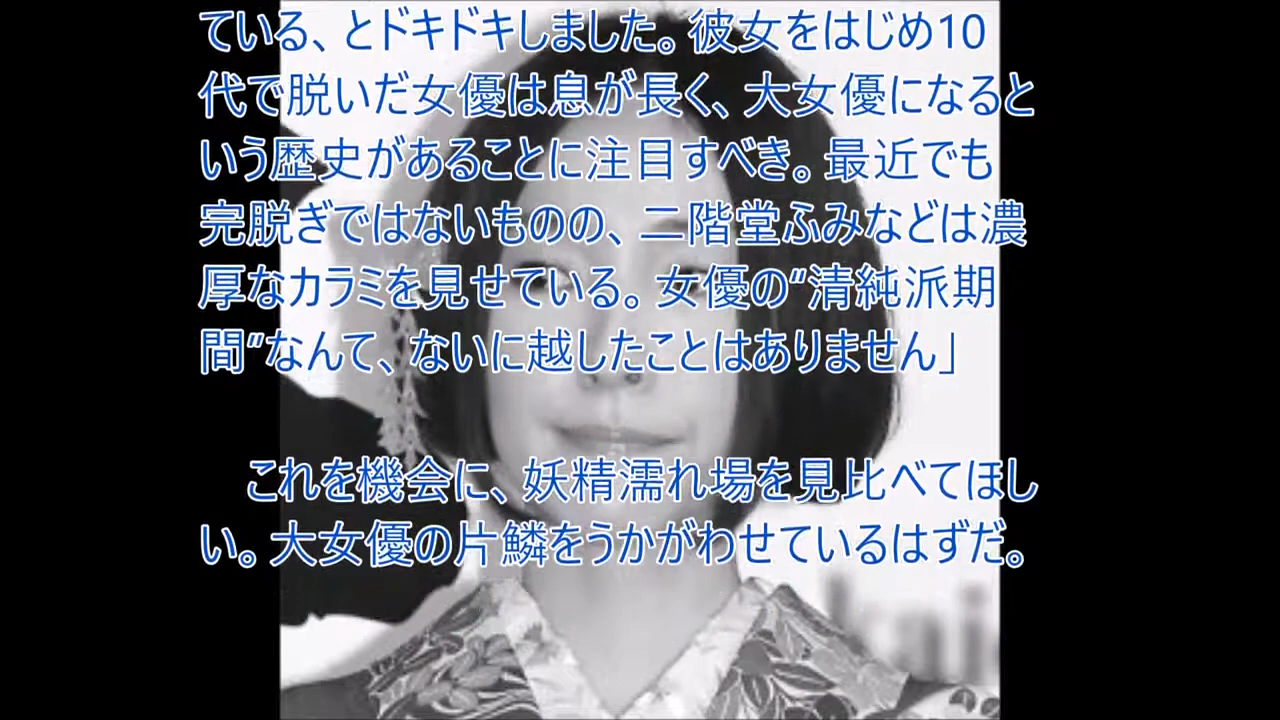 ている、とドキドキしました。彼女をはじめ10
代で脱いだ女優は息が長く、大女優になると
いう歴史があることに注目すべき。最近でも
完脱ぎではないものの、二階堂ふみなどは濃
厚なカラミを見せている。女優の“清純派期
間”なんて、ないに越したことはありません」
これを機会に、妖精濡れ場を見比べてほし
い。大女優の片鱗をうかがわせているはずだ。